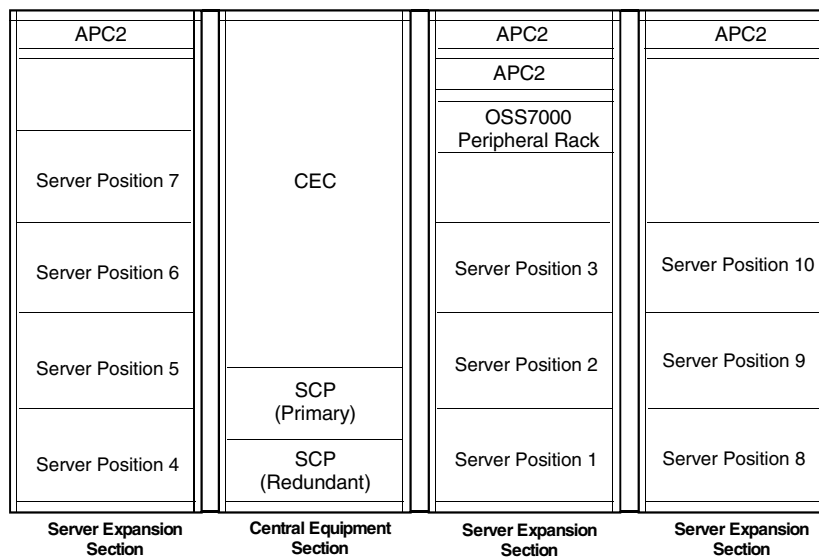 APC2
Server Position 7
Server Position 6
Server Position 5
Server Position 4
Server Expansion
Section
CEC
SCP
(Primary)
SCP
(Redundant)
Central Equipment
Section
APC2
APC2
OSS7000
Peripheral Rack
Server Position 3
Server Position 2
Server Position 1
Server Expansion
Section
APC2
Server Position 10
Server Position 9
Server Position 8
Server Expansion
Section